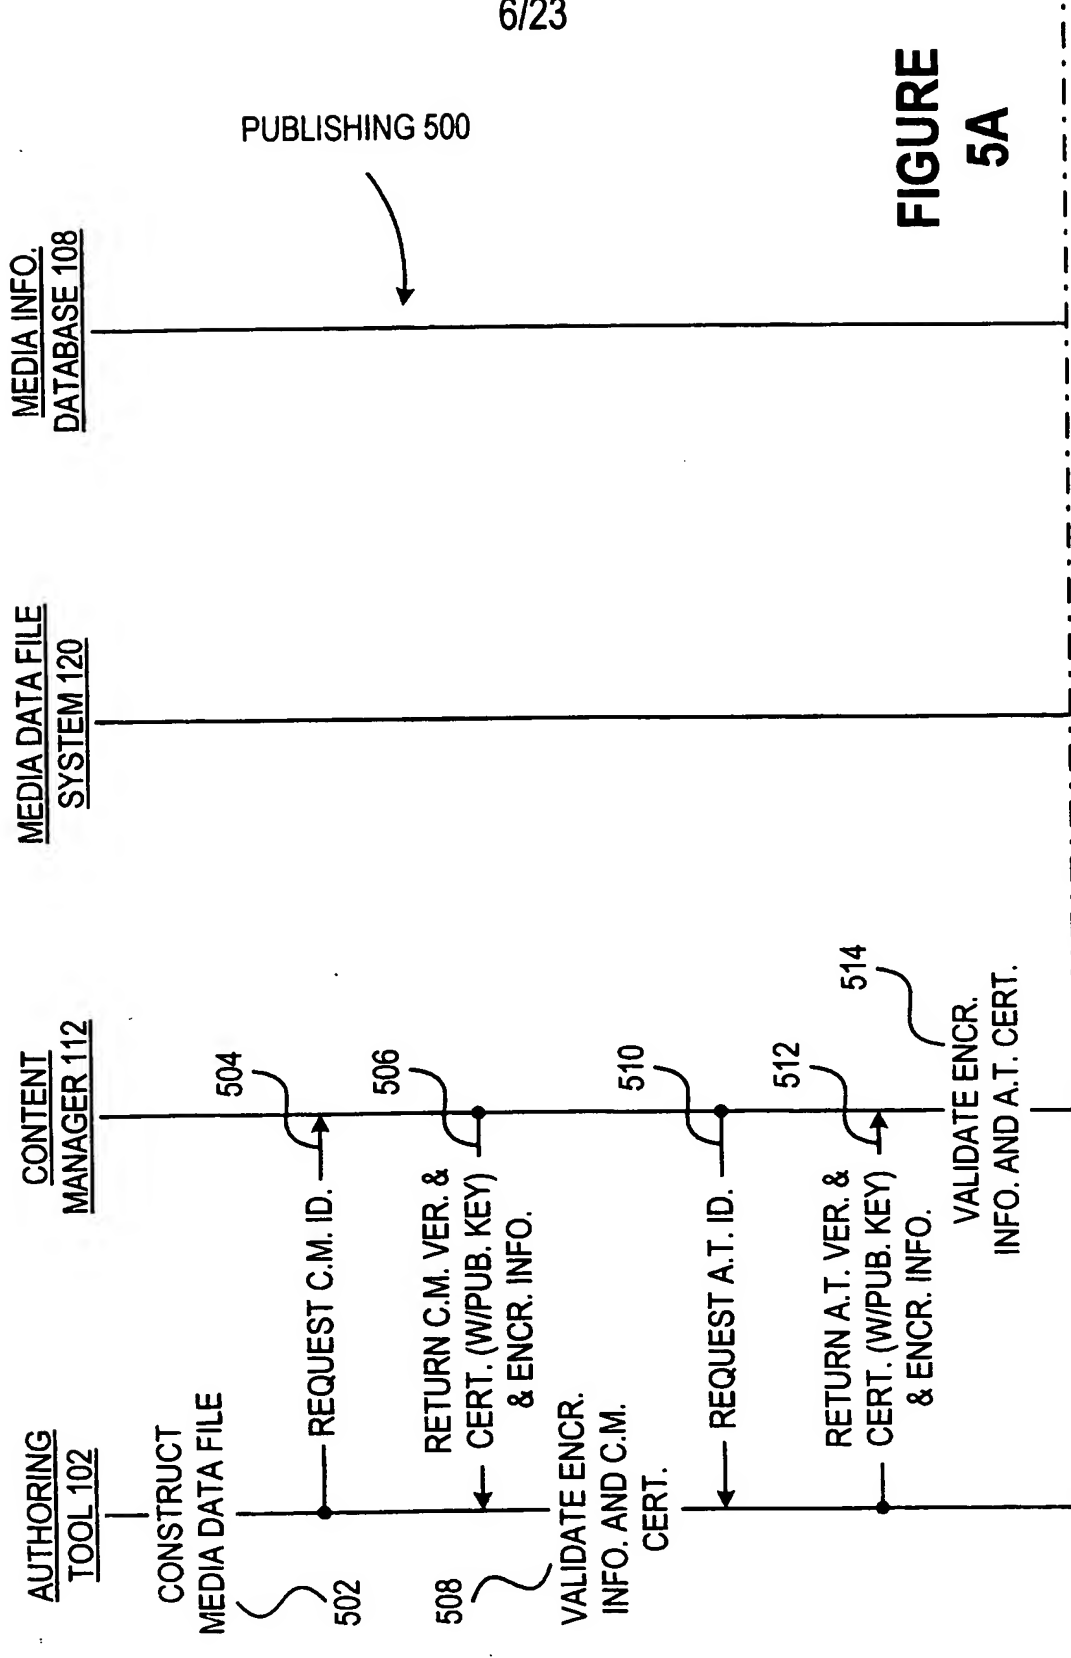 6/23
PUBLISHING 500
FIGURE
5A
AUTHORING
TOOL 102
CONTENT
MANAGER 112
MEDIA DATA FILE
SYSTEM 120
MEDIA INFO.
DATABASE 108
CONSTRUCT
MEDIA DATA FILE
502
REQUEST C.M. ID.
504
RETURN C.M. VER. &
CERT. (W/PUB. KEY)
& ENCR. INFO.
506
508
VALIDATE ENCR.
INFO. AND C.M.
CERT.
REQUEST A.T. ID.
510
RETURN A.T. VER. &
CERT. (W/PUB. KEY)
& ENCR. INFO.
512
514
VALIDATE ENCR.
INFO. AND A.T. CERT.